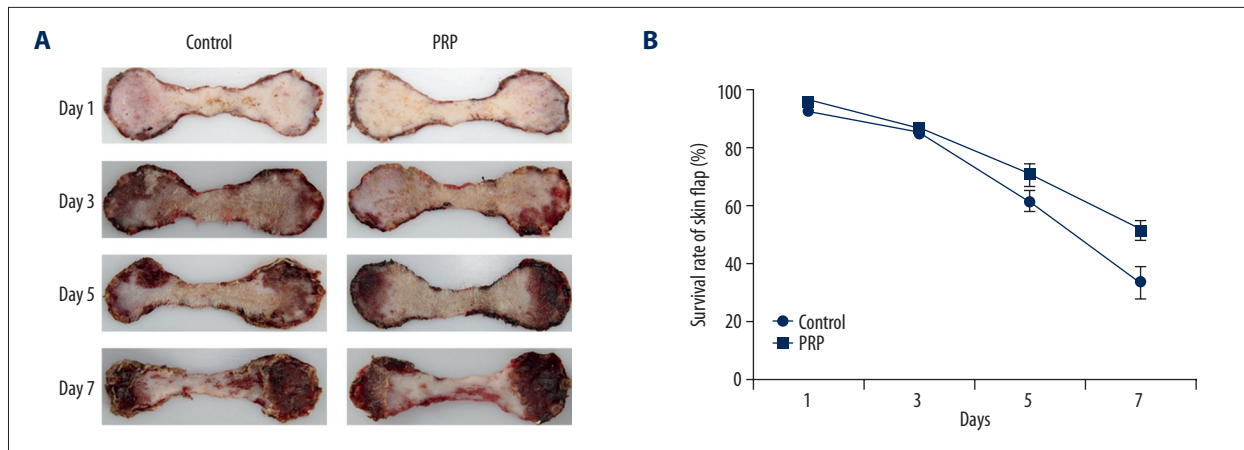 A
Control
PRP
Day 1
Day 3
Day 5
Day 7
B
Survival rate of skin flap (%)
100
80
60
40
20
0
Control
PRP
1 3 5 7
Days